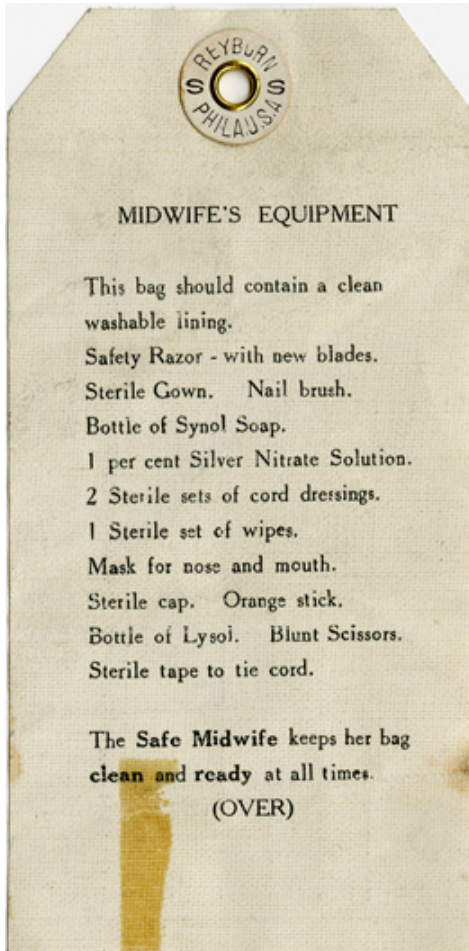 REYBURN
S S
PHILA.U.S.A
MIDWIFE'S EQUIPMENT
This bag should contain a clean
washable lining.
Safety Razor - with new blades.
Sterile Gown. Nail brush.
Bottle of Synol Soap.
1 per cent Silver Nitrate Solution.
2 Sterile sets of cord dressings.
1 Sterile set of wipes.
Mask for nose and mouth.
Sterile cap. Orange stick.
Bottle of Lysol. Blunt Scissors.
Sterile tape to tie cord.
The Safe Midwife keeps her bag
clean and ready at all times.
(OVER)